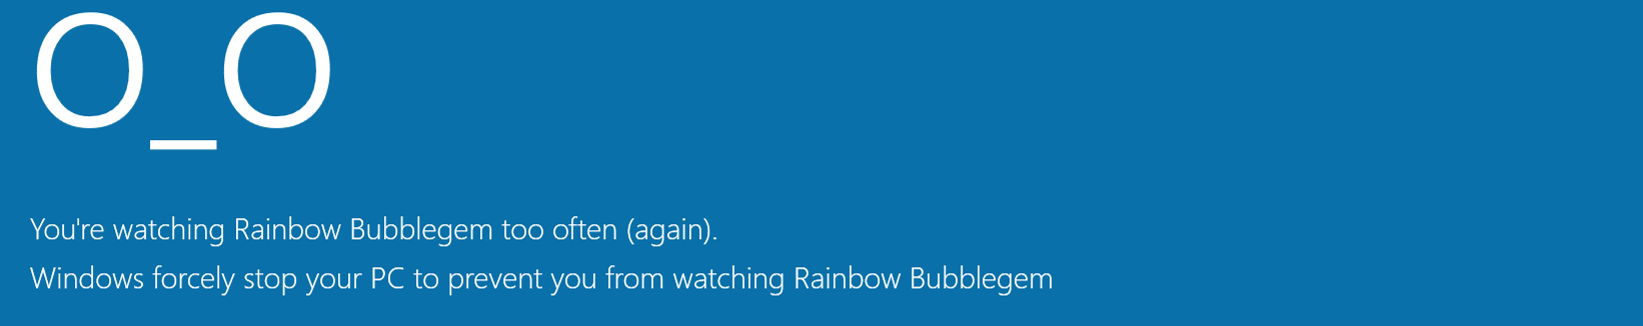 O_O
You're watching Rainbow Bubblegem too often (again).
Windows forcely stop your PC to prevent you from watching Rainbow Bubblegem